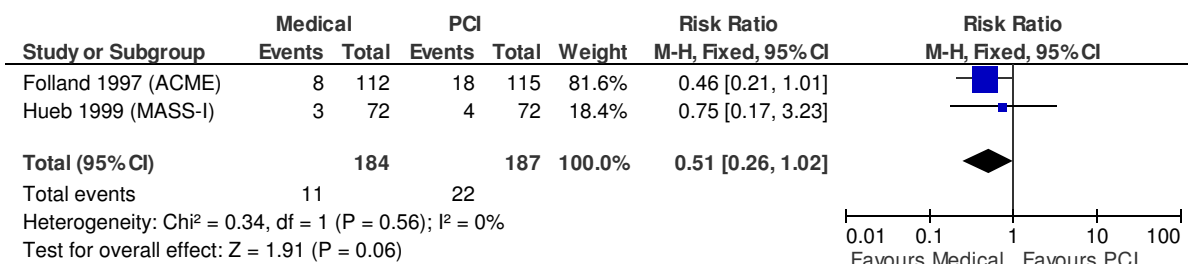 Medical PCI Risk Ratio Risk Ratio
Study or Subgroup Events Total Events Total Weight M-H, Fixed, 95% CI M-H, Fixed, 95% CI
Folland 1997 (ACME) 8 112 18 115 81.6% 0.46 [0.21, 1.01]
Hueb 1999 (MASS-I) 3 72 4 72 18.4% 0.75 [0.17, 3.23]
Total (95% CI) 184 187 100.0% 0.51 [0.26, 1.02]
Total events 11 22
Heterogeneity: Chi² = 0.34, df = 1 (P = 0.56); I² = 0%
Test for overall effect: Z = 1.91 (P = 0.06)
0.01 0.1 1 10 100
Favours Medical Favours PCI